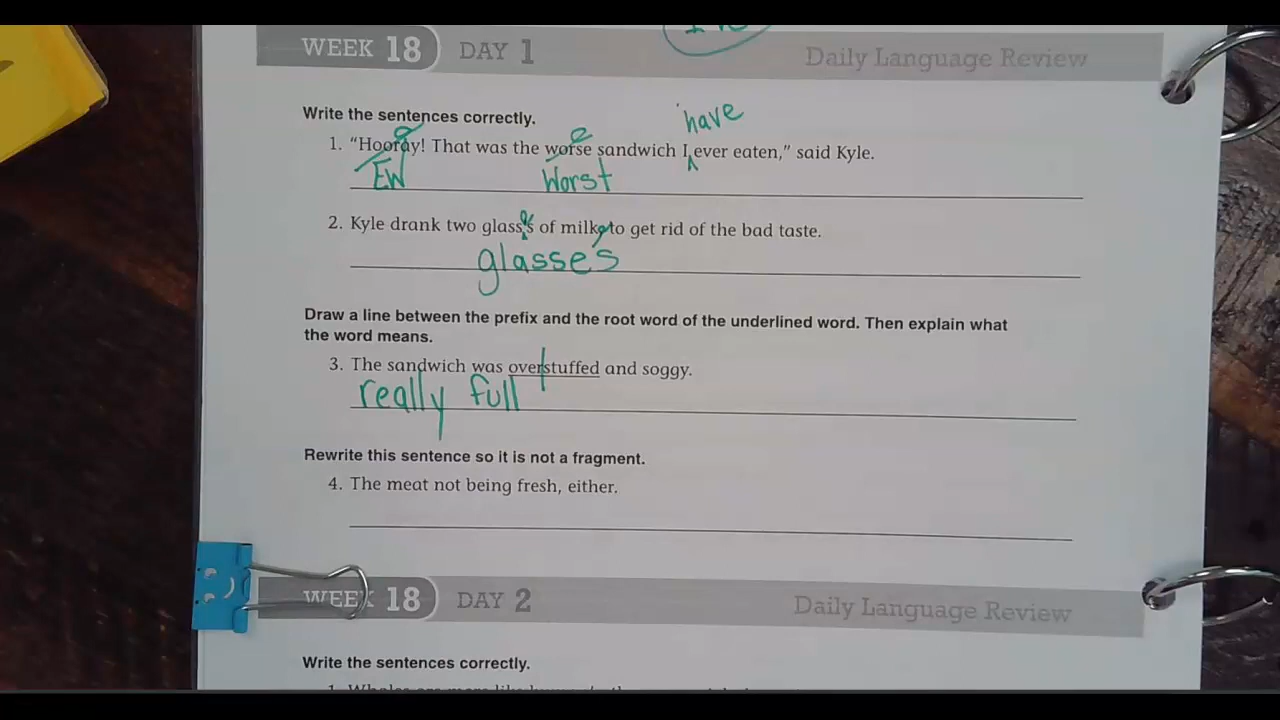 WEEK 18 DAY 1 Daily Language Review
Write the sentences correctly.
have
1. "Hooray! That was the worse sandwich I ever eaten," said Kyle.
EW Worst
2. Kyle drank two glass's of milk, to get rid of the bad taste.
glasses
Draw a line between the prefix and the root word of the underlined word. Then explain what
the word means.
3. The sandwich was overstuffed and soggy.
really full
Rewrite this sentence so it is not a fragment.
4. The meat not being fresh, either.
WEEK 18 DAY 2 Daily Language Review
Write the sentences correctly.